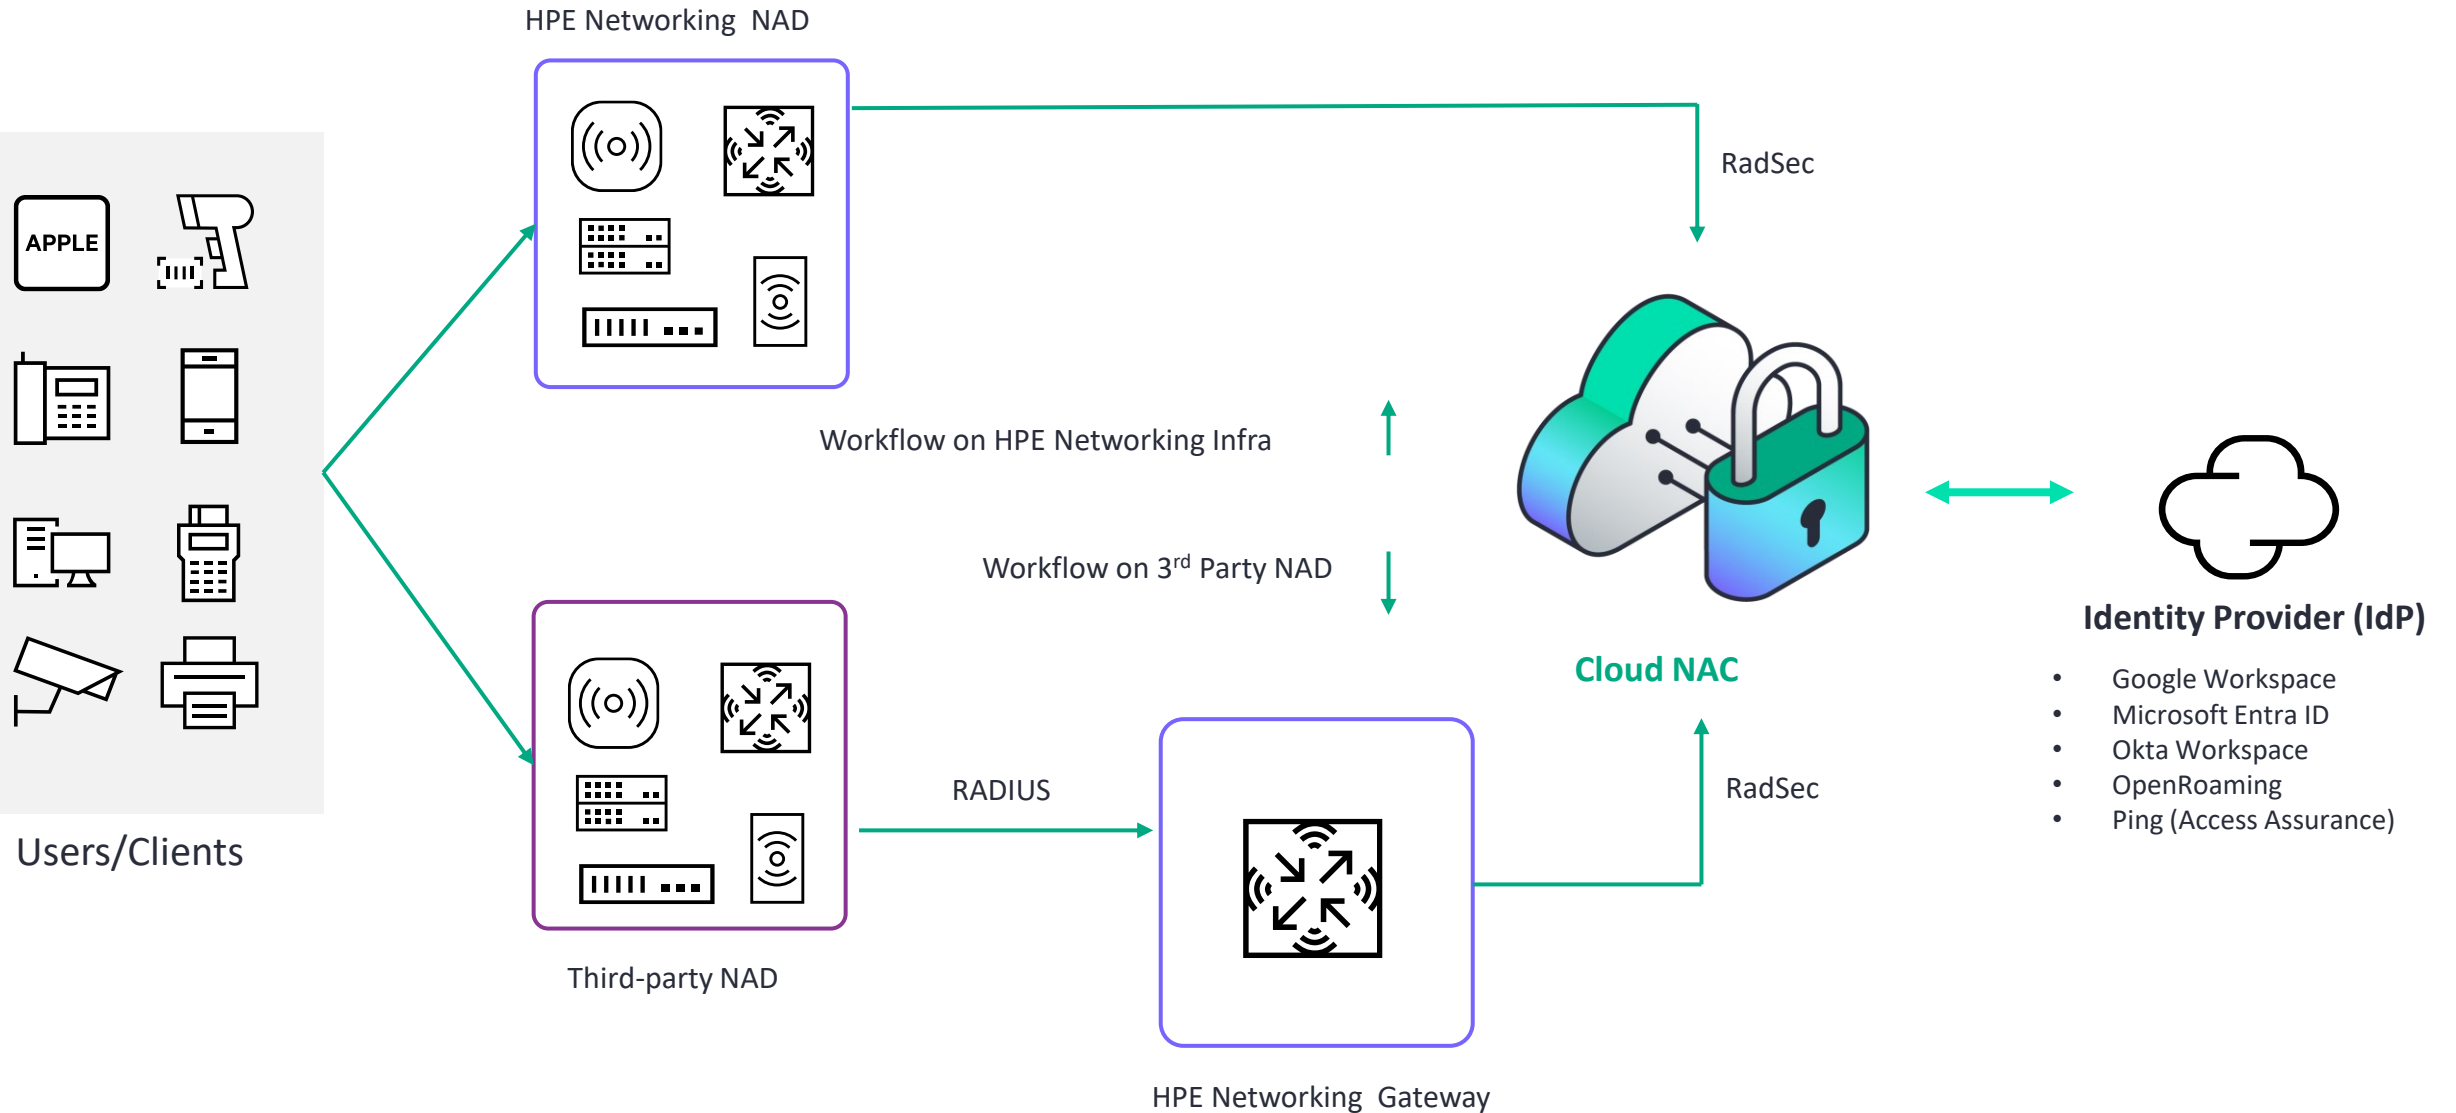 HPE Networking NAD
RadSec
APPLE
Workflow on HPE Networking Infra
Workflow on 3rd Party NAD
Identity Provider (IdP)
Cloud NAC
• Google Workspace
• Microsoft Entra ID
• Okta Workspace
• OpenRoaming
• Ping (Access Assurance)
RADIUS
RadSec
Users/Clients
Third-party NAD
HPE Networking Gateway